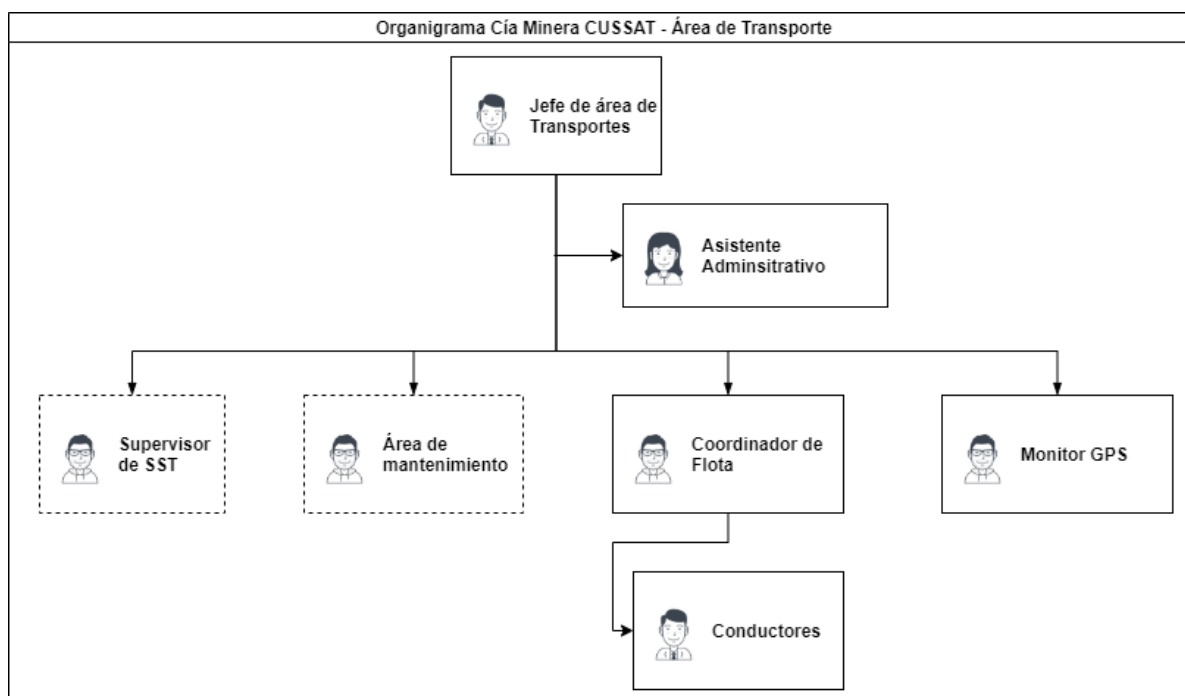 Organigrama Cía Minera CUSSAT - Área de Transporte
Jefe de área de
Transportes
Asistente
Adminsitrativo
Supervisor
de SST
Área de
mantenimiento
Coordinador de
Flota
Monitor GPS
Conductores